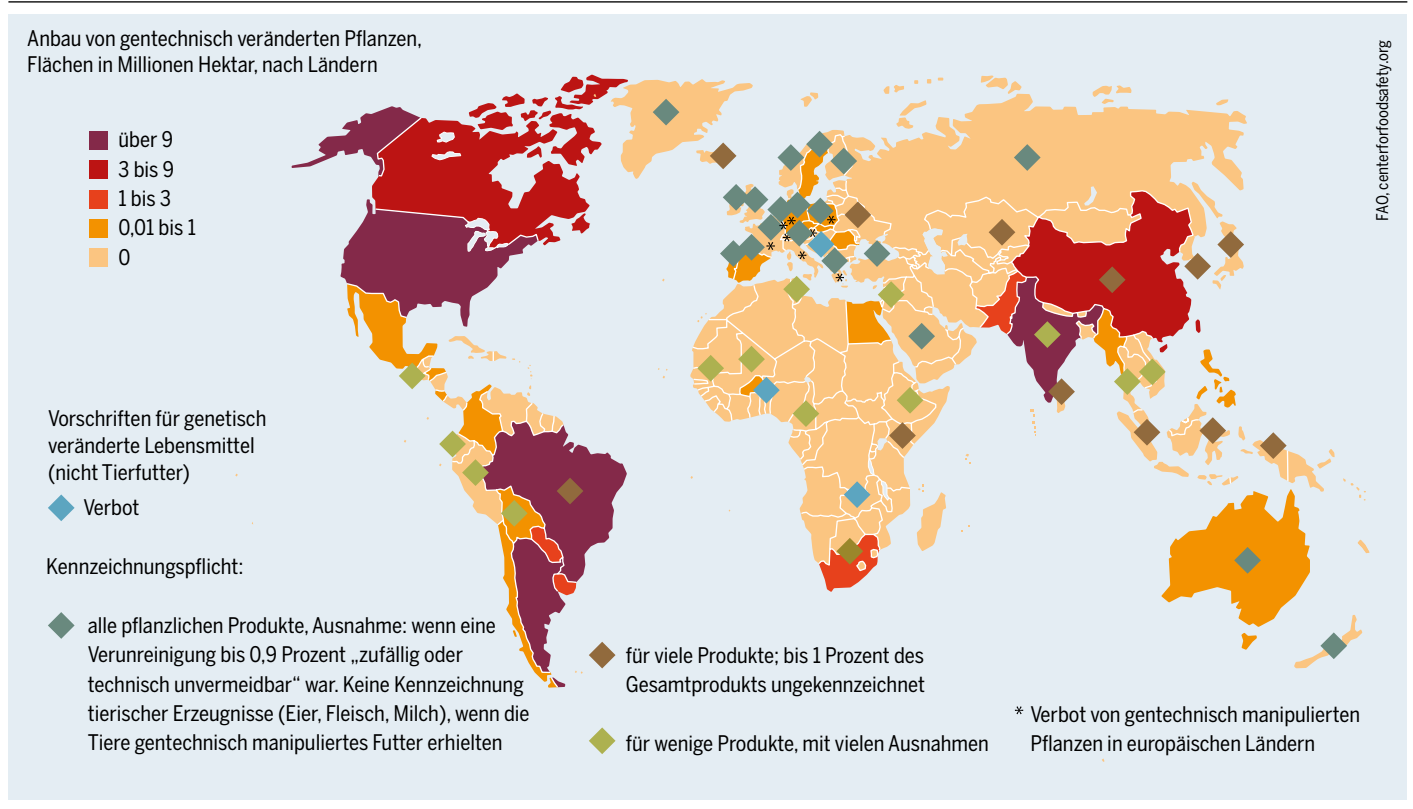 Anbau von gentechnisch veränderten Pflanzen,
Flächen in Millionen Hektar, nach Ländern
über 9
3 bis 9
1 bis 3
0,01 bis 1
0
FAO, centerforfoodsafety.org
Vorschriften für genetisch
veränderte Lebensmittel
(nicht Tierfutter)
Verbot
Kennzeichnungspflicht:
alle pflanzlichen Produkte, Ausnahme: wenn eine
Verunreinigung bis 0,9 Prozent „zufällig oder
technisch unvermeidbar“ war. Keine Kennzeichnung
tierischer Erzeugnisse (Eier, Fleisch, Milch), wenn die
Tiere gentechnisch manipuliertes Futter erhielten
für viele Produkte; bis 1 Prozent des
Gesamtprodukts ungekennzeichnet
für wenige Produkte, mit vielen Ausnahmen
* Verbot von gentechnisch manipulierten
Pflanzen in europäischen Ländern